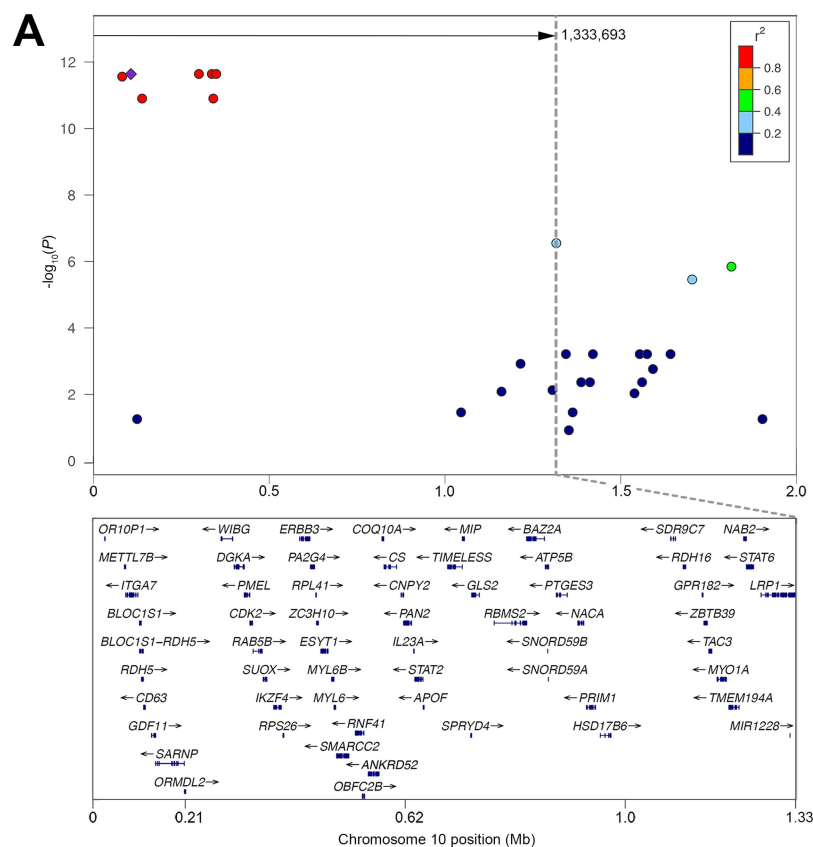 A
1,333,693
r2
0.8
0.6
0.4
0.2
12
10
8
6
4
2
0
-log10(P)
0 0.5 1.0 1.5 2.0
OR10P1→ ←WIBG ERBB3→ COQ10A→ ←MIP ←BAZ2A ←SDR9C7 NAB2→
METTL7B→ DGKA→ PA2G4→ ←CS ←TIMELESS ←ATP5B ←RDH16 ←STAT6
←ITGA7 ←PMEL RPL41→ ←CNPY2 ←GLS2 ←PTGES3 GPR182→ LRP1→
BLOC1S1→ CDK2→ ZC3H10→ ←PAN2 RBMS2→ ←NACA ←ZBTB39
BLOC1S1–RDH5→ RAB5B→ ESYT1→ IL23A→ ←SNORD59B ←TAC3
RDH5→ SUOX→ MYL6B→ ←STAT2 ←SNORD59A ←MYO1A
←CD63 IKZF4→ MYL6→ ←APOF ←PRIM1 ←TMEM194A
GDF11→ RPS26→ ←RNF41 SPRYD4→ HSD17B6→ MIR1228→
←SARNP ←SMARCC2
←ANKRD52
ORMDL2→ OBFC2B→
0 0.21 0.62 1.0 1.33
Chromosome 10 position (Mb)